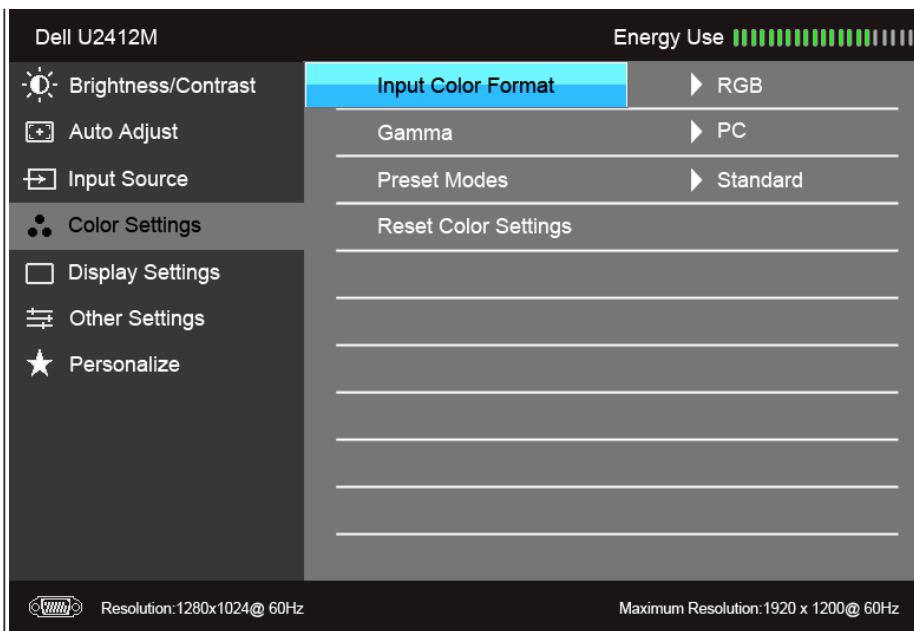 Dell U2412M
Energy Use
Brightness/Contrast
Auto Adjust
Input Source
Color Settings
Display Settings
Other Settings
Personalize
Input Color Format
RGB
Gamma
PC
Preset Modes
Standard
Reset Color Settings
Resolution:1280x1024@ 60Hz
Maximum Resolution:1920 x 1200@ 60Hz